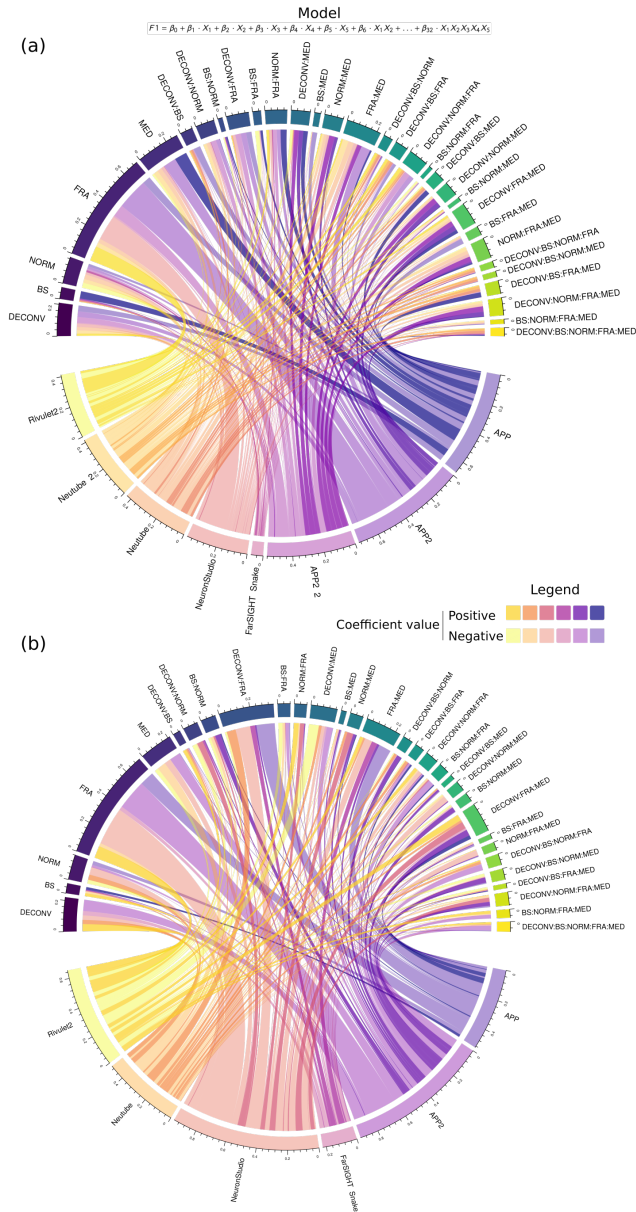 Model
F1 = β0 + β1 · X1 + β2 · X2 + β3 · X3 + β4 · X4 + β5 · X5 + β6 · X1X2 + . . . + β32 · X1X2X3X4X5
(a)
DECONV
BS
NORM
FRA
MED
DECONV:BS
DECONV:NORM
BS:NORM
DECONV:FRA
BS:FRA
NORM:FRA
DECONV:MED
BS:MED
NORM:MED
FRA:MED
DECONV:BS:NORM
DECONV:BS:FRA
DECONV:NORM:FRA
BS:NORM:FRA
DECONV:BS:MED
DECONV:NORM:MED
BS:NORM:MED
DECONV:FRA:MED
BS:FRA:MED
NORM:FRA:MED
DECONV:BS:NORM:FRA
DECONV:BS:NORM:MED
DECONV:BS:FRA:MED
DECONV:NORM:FRA:MED
BS:NORM:FRA:MED
DECONV:BS:NORM:FRA:MED
APP
APP2
APP2 2
FarSIGHT Snake
NeuronStudio
Neutube
Neutube 2
Rivulet2
Legend
Coefficient value
Positive
Negative
(b)
DECONV
BS
NORM
FRA
MED
DECONV:BS
DECONV:NORM
BS:NORM
DECONV:FRA
BS:FRA
NORM:FRA
DECONV:MED
BS:MED
NORM:MED
FRA:MED
DECONV:BS:NORM
DECONV:BS:FRA
DECONV:NORM:FRA
BS:NORM:FRA
DECONV:BS:MED
DECONV:NORM:MED
BS:NORM:MED
DECONV:FRA:MED
BS:FRA:MED
NORM:FRA:MED
DECONV:BS:NORM:FRA
DECONV:BS:NORM:MED
DECONV:BS:FRA:MED
DECONV:NORM:FRA:MED
BS:NORM:FRA:MED
DECONV:BS:NORM:FRA:MED
APP
APP2
FarSIGHT Snake
NeuronStudio
Neutube
Rivulet2